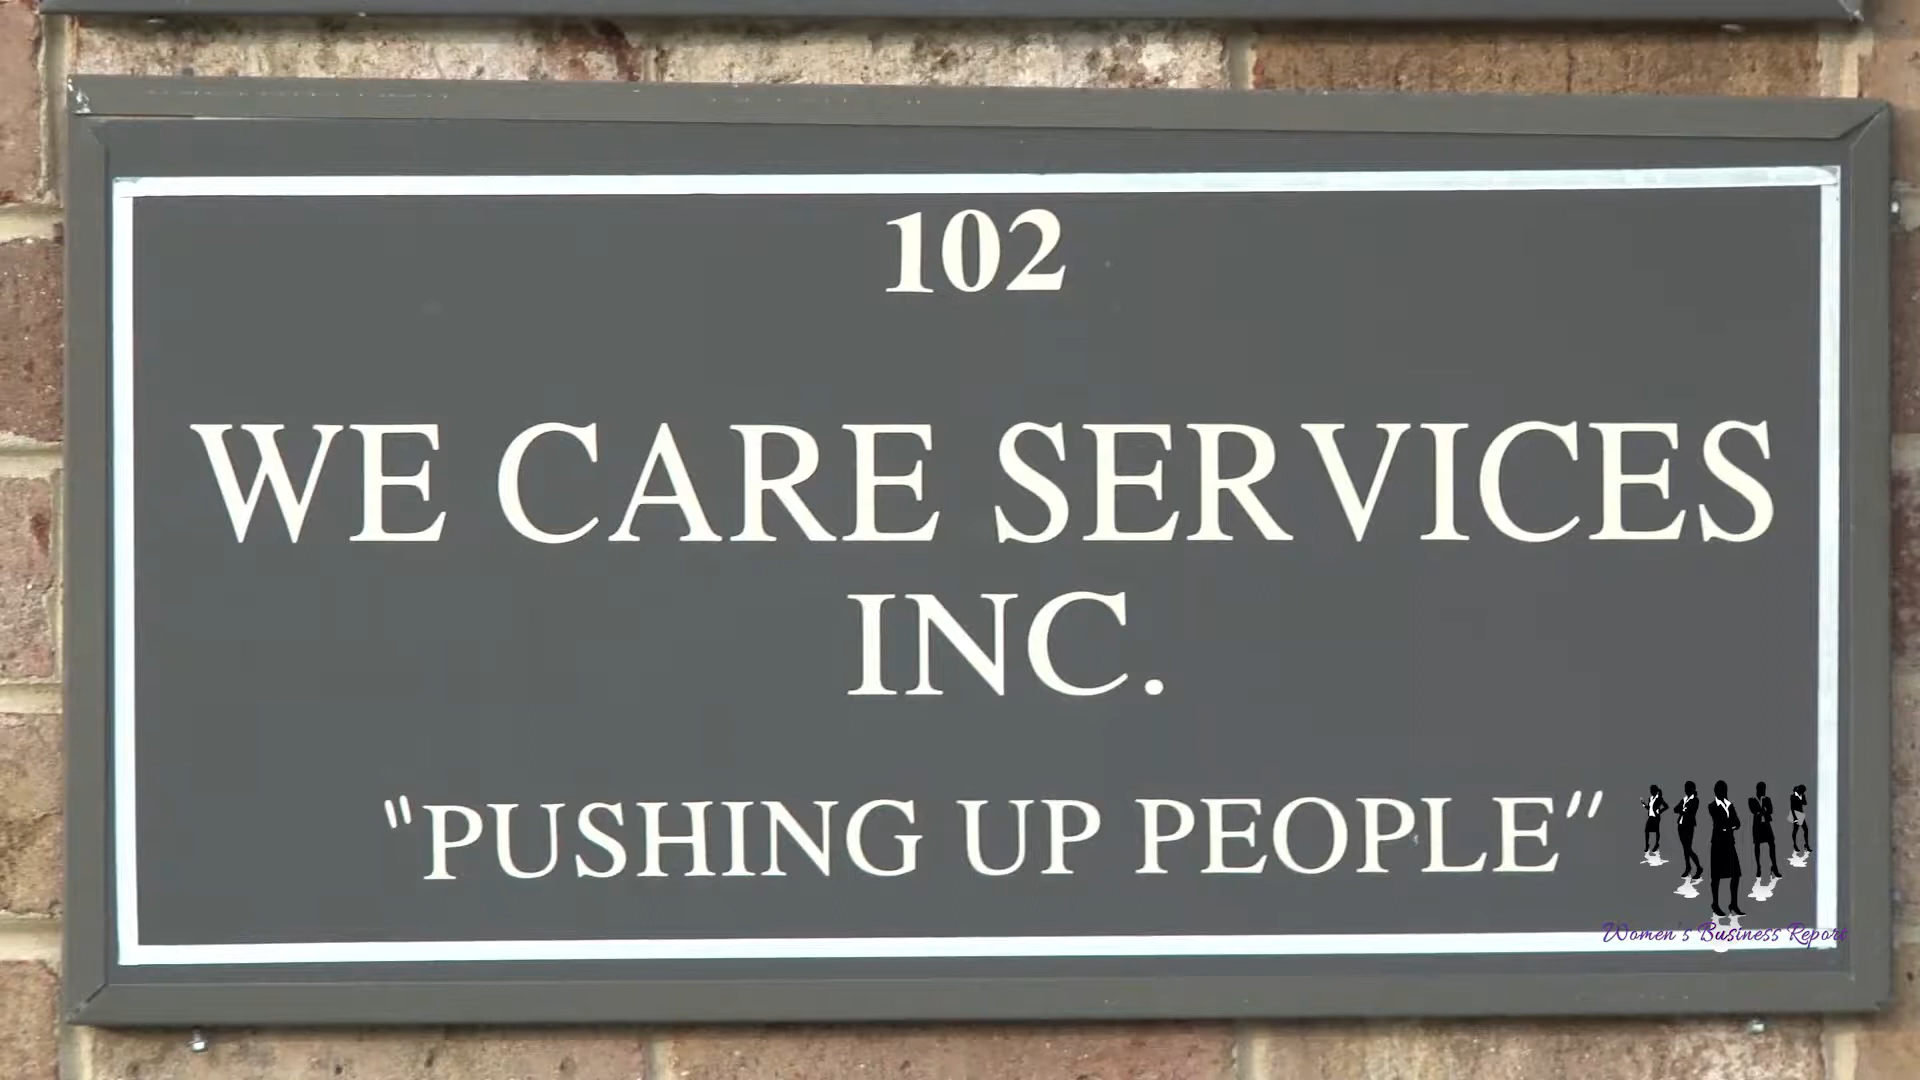 102
WE CARE SERVICES
INC.
"PUSHING UP PEOPLE"
Women's Business Report